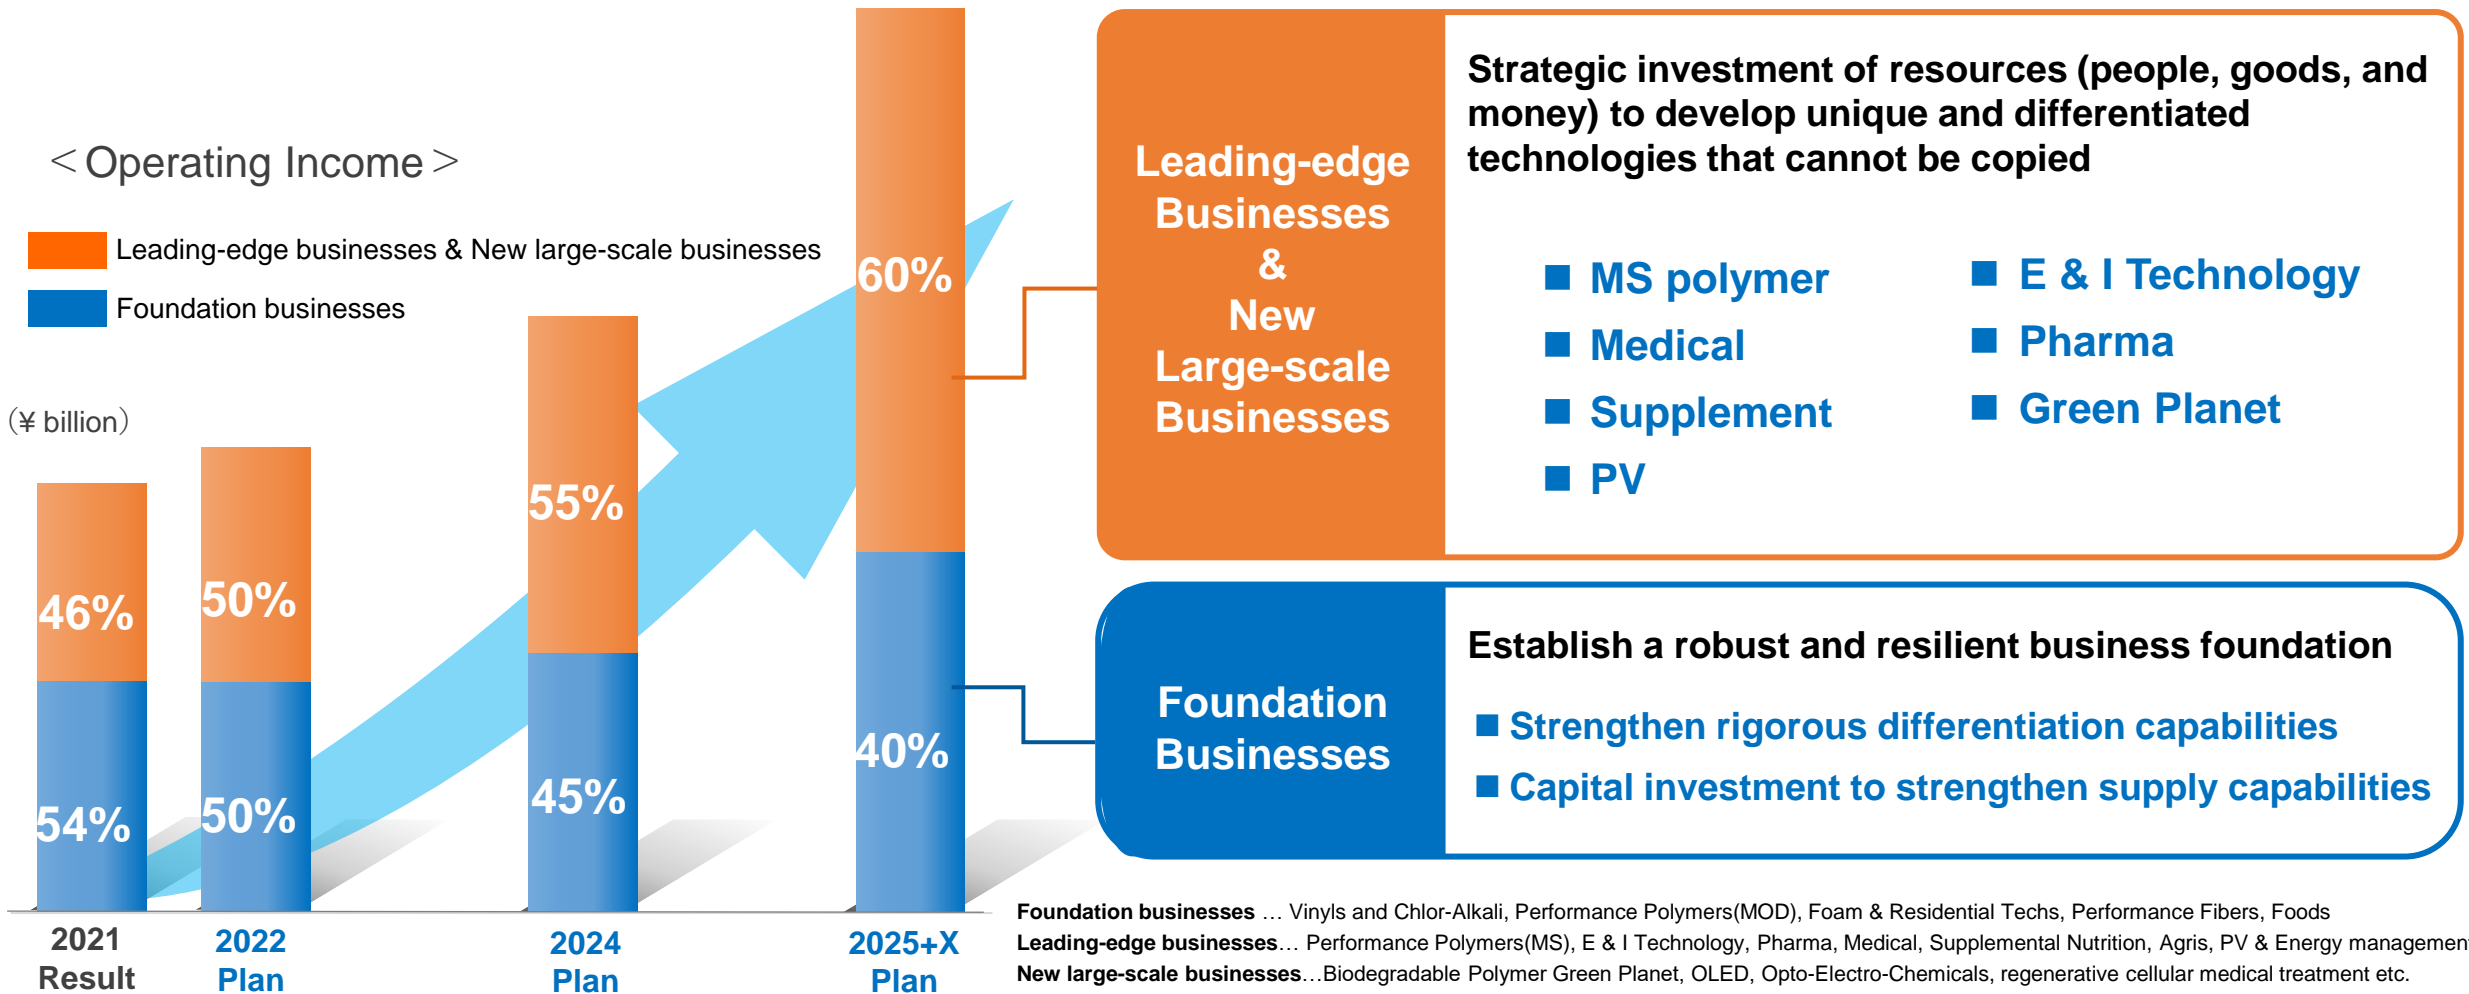 ＜Operating Income＞
Leading-edge businesses & New large-scale businesses
Foundation businesses
（¥ billion）
46%
54%
50%
50%
55%
45%
60%
40%
2021
Result
2022
Plan
2024
Plan
2025+X
Plan
Leading-edge
Businesses
&
New
Large-scale
Businesses
Strategic investment of resources (people, goods, and
money) to develop unique and differentiated
technologies that cannot be copied
■ MS polymer
■ Medical
■ Supplement
■ PV
■ E & I Technology
■ Pharma
■ Green Planet
Foundation
Businesses
Establish a robust and resilient business foundation
■ Strengthen rigorous differentiation capabilities
■ Capital investment to strengthen supply capabilities
Foundation businesses … Vinyls and Chlor-Alkali, Performance Polymers(MOD), Foam & Residential Techs, Performance Fibers, Foods
Leading-edge businesses… Performance Polymers(MS), E & I Technology, Pharma, Medical, Supplemental Nutrition, Agris, PV & Energy management
New large-scale businesses…Biodegradable Polymer Green Planet, OLED, Opto-Electro-Chemicals, regenerative cellular medical treatment etc.